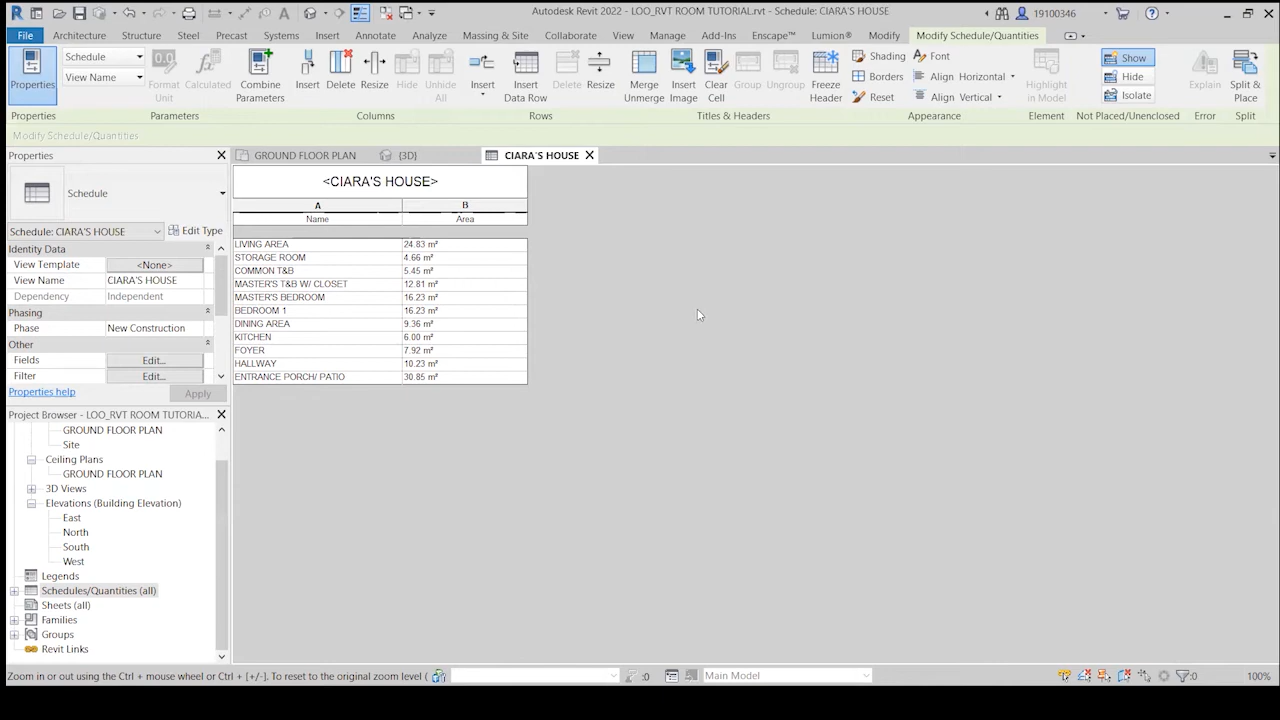 Autodesk Revit 2022 - LOO_RVT ROOM TUTORIAL.rvt - Schedule: CIARA'S HOUSE
19100346
File Architecture Structure Steel Precast Systems Insert Annotate Analyze Massing & Site Collaborate View Manage Add-Ins Enscape™ Lumion® Modify Modify Schedule/Quantities
Properties
Schedule
View Name
Format Unit
Calculated
Combine Parameters
Insert
Delete
Resize
Hide
Unhide All
Insert
Insert Data Row
Delete
Resize
Merge Unmerge
Insert Image
Clear Cell
Group
Ungroup
Freeze Header
Shading
Borders
Reset
Font
Align Horizontal
Align Vertical
Highlight in Model
Show
Hide
Isolate
Explain
Split & Place
Properties Parameters Columns Rows Titles & Headers Appearance Element Not Placed/Unenclosed Error Split
Modify Schedule/Quantities
Properties
Schedule
Schedule: CIARA'S HOUSE Edit Type
Identity Data
View Template <None>
View Name CIARA'S HOUSE
Dependency Independent
Phasing
Phase New Construction
Other
Fields Edit...
Filter Edit...
Properties help Apply
Project Browser - LOO_RVT ROOM TUTORIA...
GROUND FLOOR PLAN
Site
Ceiling Plans
GROUND FLOOR PLAN
3D Views
Elevations (Building Elevation)
East
North
South
West
Legends
Schedules/Quantities (all)
Sheets (all)
Families
Groups
Revit Links
GROUND FLOOR PLAN {3D} CIARA'S HOUSE
<CIARA'S HOUSE>
A B
Name Area
LIVING AREA 24.83 m²
STORAGE ROOM 4.66 m²
COMMON T&B 5.45 m²
MASTER'S T&B W/ CLOSET 12.81 m²
MASTER'S BEDROOM 16.23 m²
BEDROOM 1 16.23 m²
DINING AREA 9.36 m²
KITCHEN 6.00 m²
FOYER 7.92 m²
HALLWAY 10.23 m²
ENTRANCE PORCH/ PATIO 30.85 m²
Zoom in or out using the Ctrl + mouse wheel or Ctrl + [+/-]. To reset to the original zoom level ( :0 Main Model :0 100%